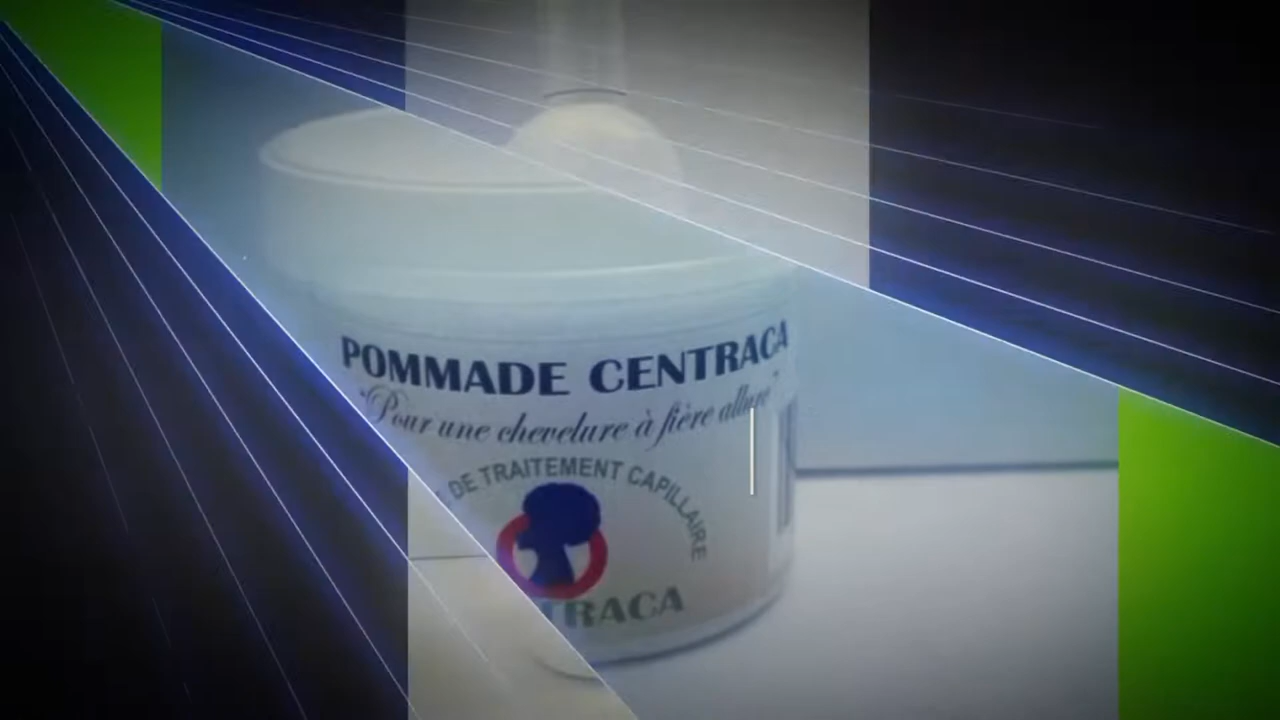 POMMADE CENTRACA
"Pour une chevelure à fière allure"
DE TRAITEMENT CAPILLAIRE
TRACA